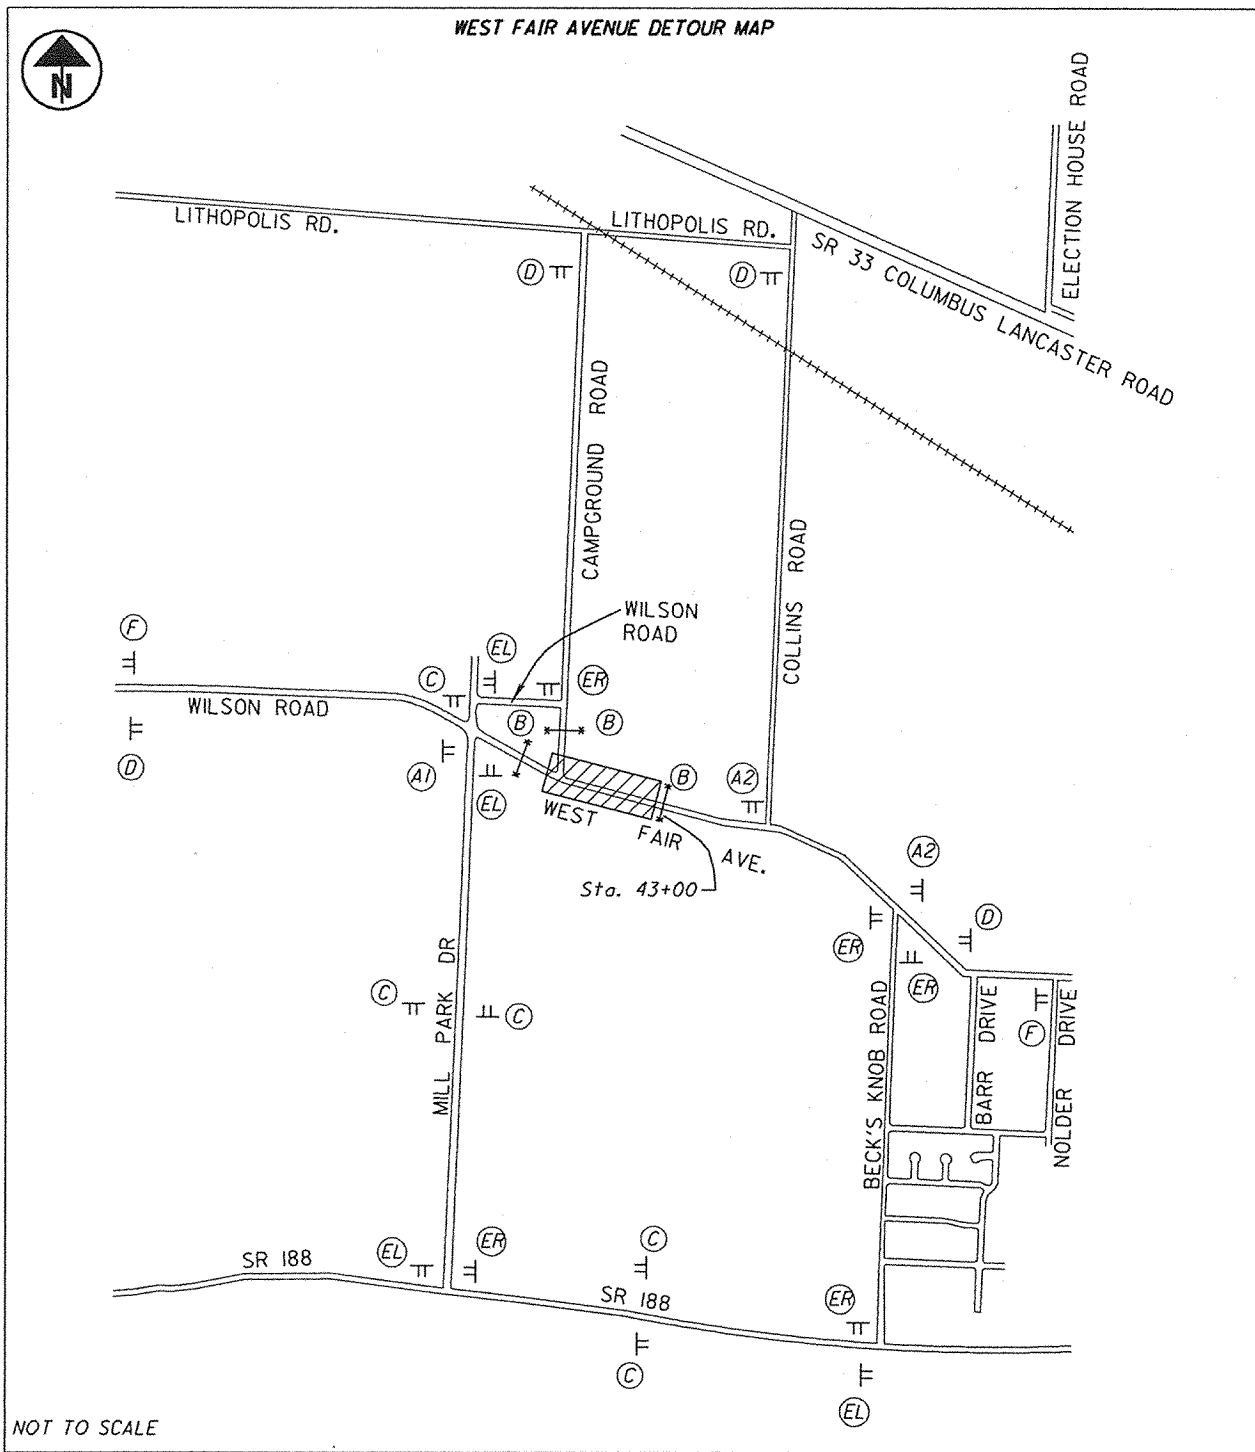 WEST FAIR AVENUE DETOUR MAP
N
ELECTION HOUSE ROAD
LITHOPOLIS RD.
LITHOPOLIS RD.
SR 33 COLUMBUS LANCASTER ROAD
D
D
CAMPGROUND ROAD
COLLINS ROAD
WILSON
ROAD
F
EL
C
ER
WILSON ROAD
B
B
D
A1
EL
B
A2
WEST
FAIR
AVE.
Sta. 43+00
A2
D
ER
ER
F
C
C
MILL PARK DR
BECK'S KNOB ROAD
BARR DRIVE
NOLDER DRIVE
SR 188
EL
ER
C
SR 188
ER
C
EL
NOT TO SCALE